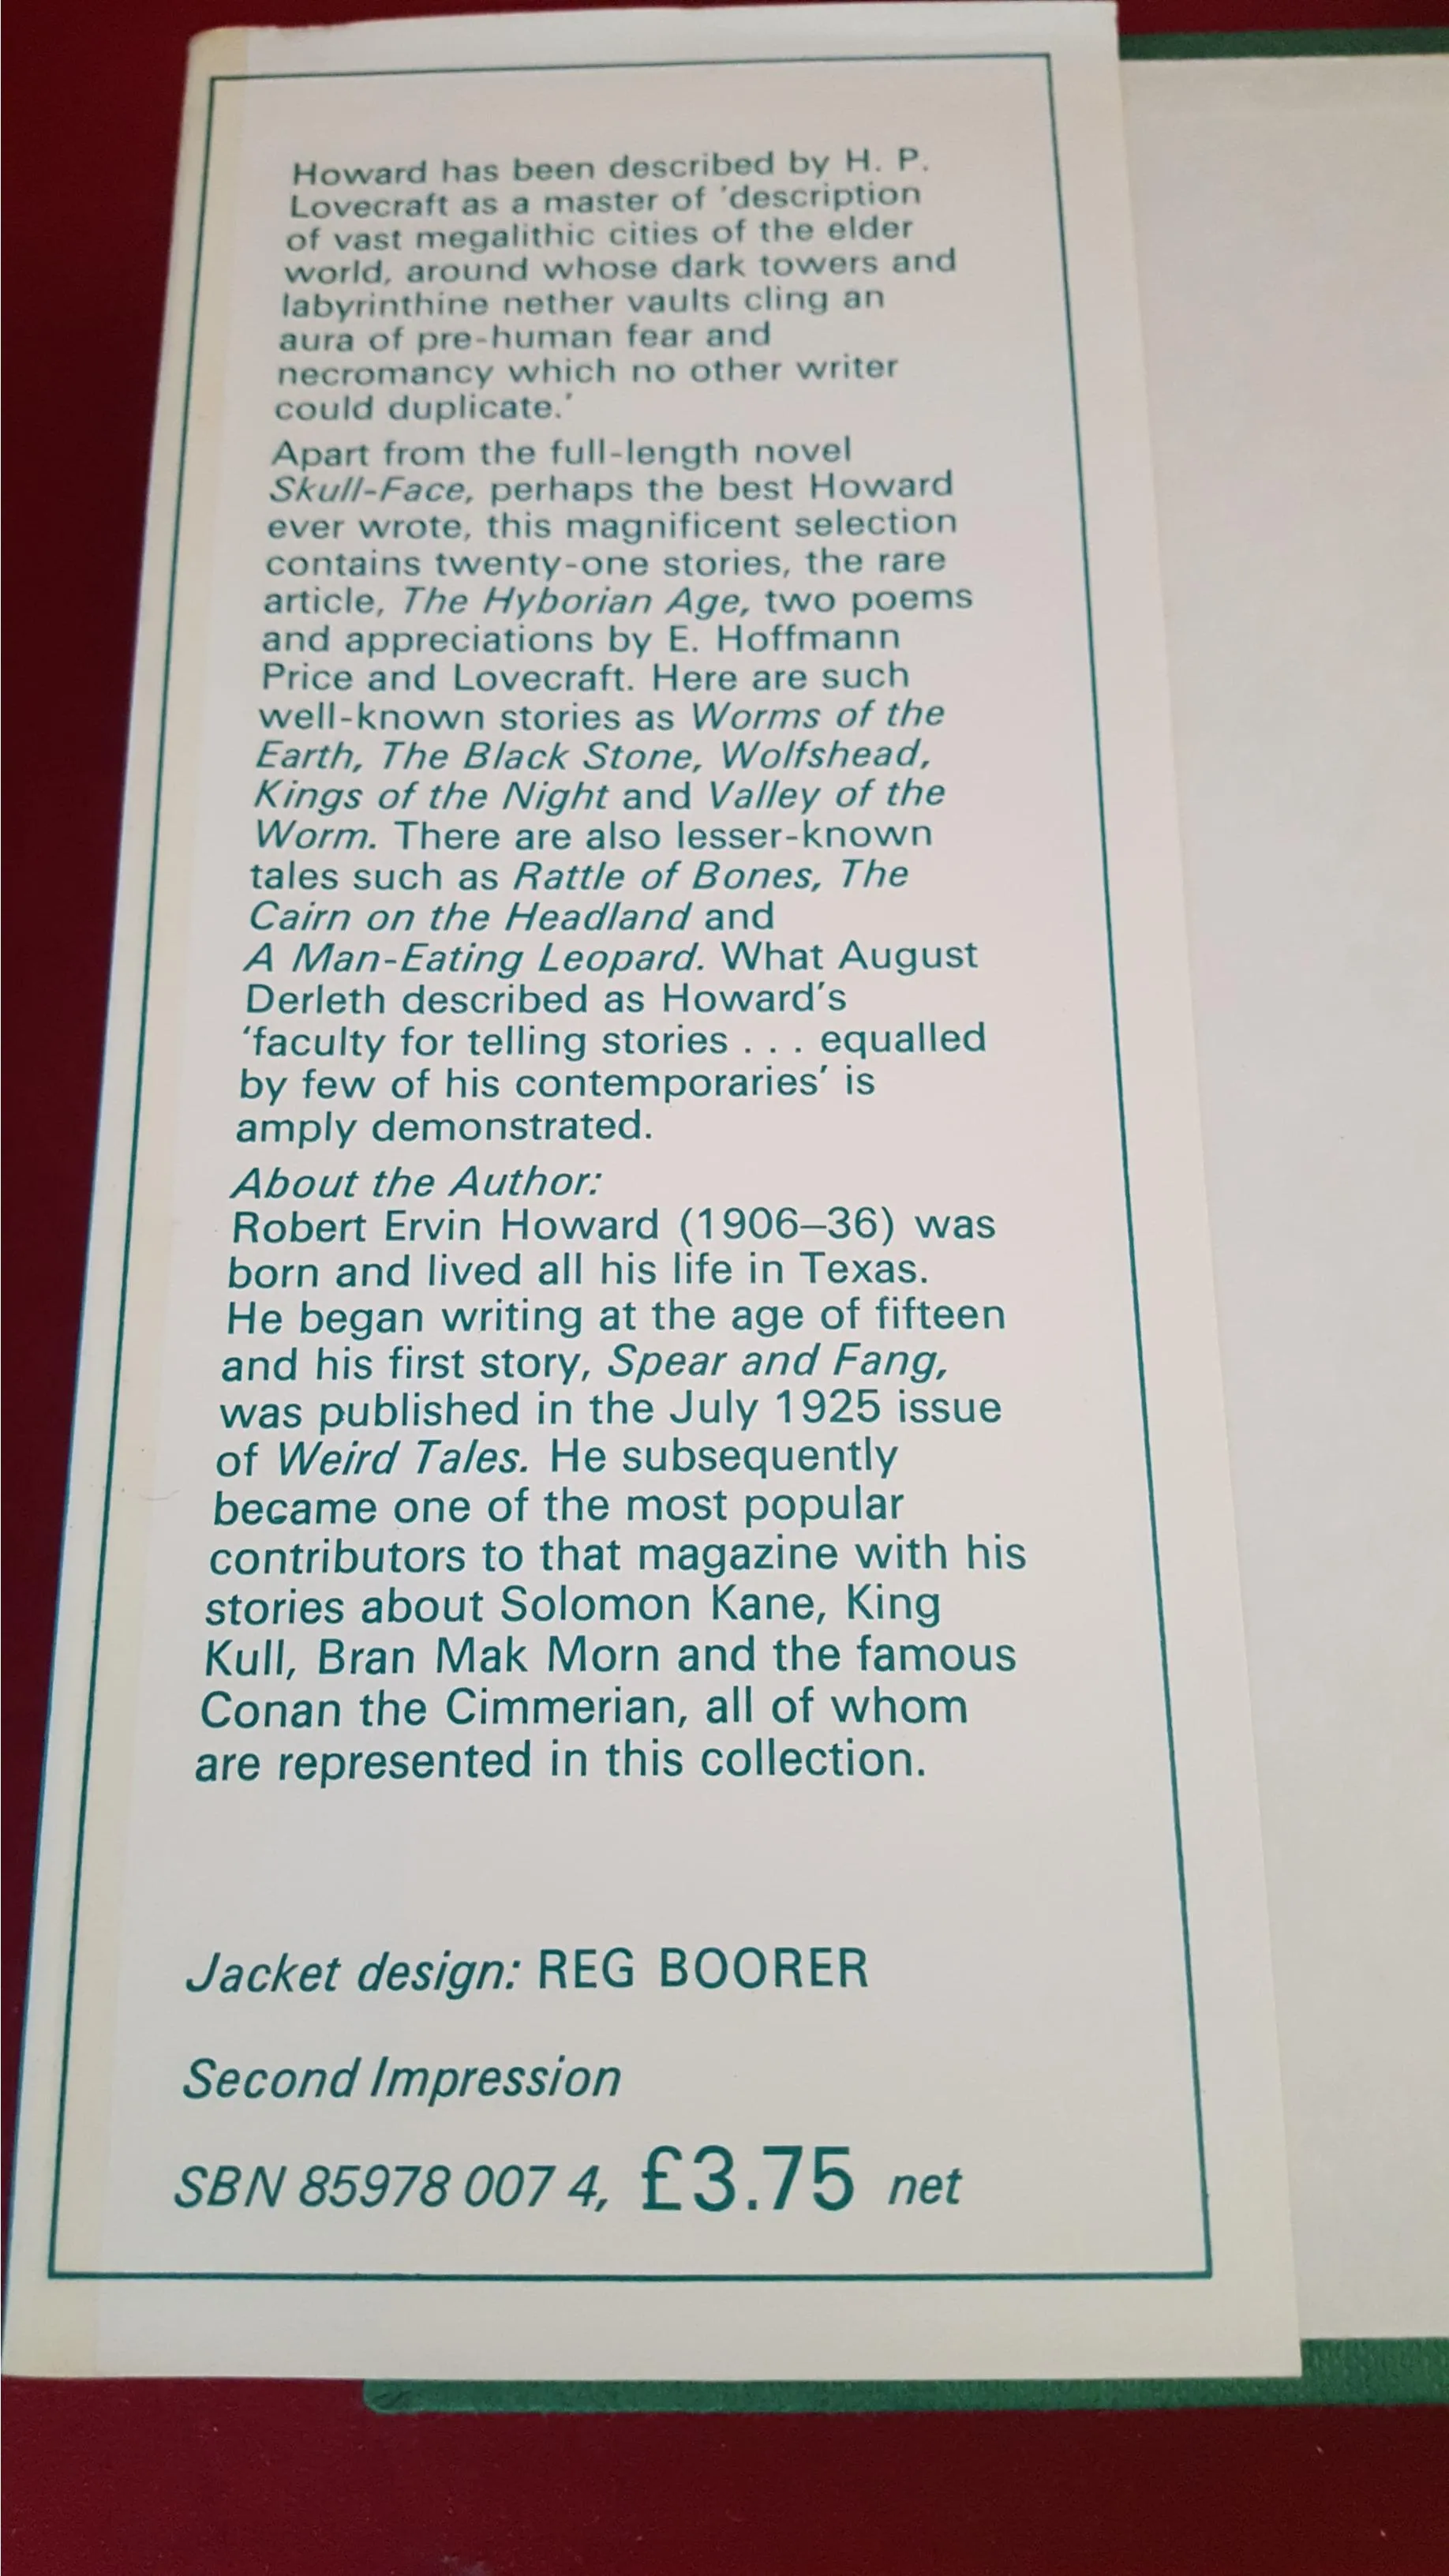 Howard has been described by H. P.
Lovecraft as a master of 'description
of vast megalithic cities of the elder
world, around whose dark towers and
labyrinthine nether vaults cling an
aura of pre-human fear and
necromancy which no other writer
could duplicate.'
Apart from the full-length novel
Skull-Face, perhaps the best Howard
ever wrote, this magnificent selection
contains twenty-one stories, the rare
article, The Hyborian Age, two poems
and appreciations by E. Hoffmann
Price and Lovecraft. Here are such
well-known stories as Worms of the
Earth, The Black Stone, Wolfshead,
Kings of the Night and Valley of the
Worm. There are also lesser-known
tales such as Rattle of Bones, The
Cairn on the Headland and
A Man-Eating Leopard. What August
Derleth described as Howard's
'faculty for telling stories . . . equalled
by few of his contemporaries' is
amply demonstrated.
About the Author:
Robert Ervin Howard (1906–36) was
born and lived all his life in Texas.
He began writing at the age of fifteen
and his first story, Spear and Fang,
was published in the July 1925 issue
of Weird Tales. He subsequently
became one of the most popular
contributors to that magazine with his
stories about Solomon Kane, King
Kull, Bran Mak Morn and the famous
Conan the Cimmerian, all of whom
are represented in this collection.
Jacket design: REG BOORER
Second Impression
SBN 85978 007 4, £3.75 net